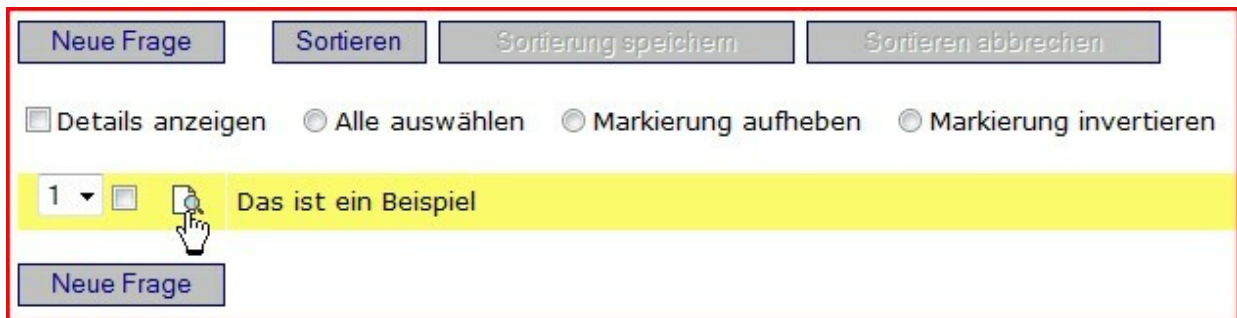 Neue Frage Sortieren Sortierung speichern Sortieren abbrechen
Details anzeigen Alle auswählen Markierung aufheben Markierung invertieren
1 Das ist ein Beispiel
Neue Frage